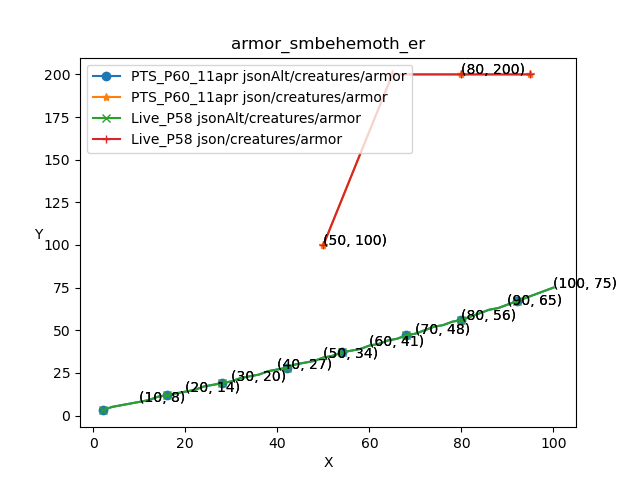 armor_smbehemoth_er
PTS_P60_11apr jsonAlt/creatures/armor
PTS_P60_11apr json/creatures/armor
Live_P58 jsonAlt/creatures/armor
Live_P58 json/creatures/armor
200
175
150
125
100
75
50
25
0
Y
(80, 200)
(50, 100)
(100, 75)
(90, 65)
(80, 56)
(70, 48)
(60, 41)
(50, 34)
(40, 27)
(30, 20)
(20, 14)
(10, 8)
0 20 40 60 80 100
X